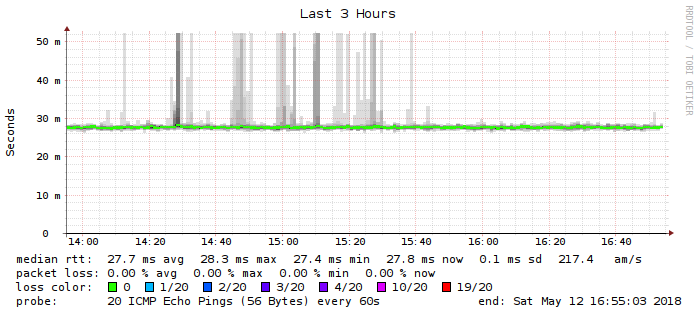 Last 3 Hours
RRDTOOL / TOBI OETIKER
Seconds
50 m
40 m
30 m
20 m
10 m
0
14:00 14:20 14:40 15:00 15:20 15:40 16:00 16:20 16:40
median rtt: 27.7 ms avg 28.3 ms max 27.4 ms min 27.8 ms now 0.1 ms sd 217.4 am/s
packet loss: 0.00 % avg 0.00 % max 0.00 % min 0.00 % now
loss color: 0 1/20 2/20 3/20 4/20 10/20 19/20
probe: 20 ICMP Echo Pings (56 Bytes) every 60s end: Sat May 12 16:55:03 2018